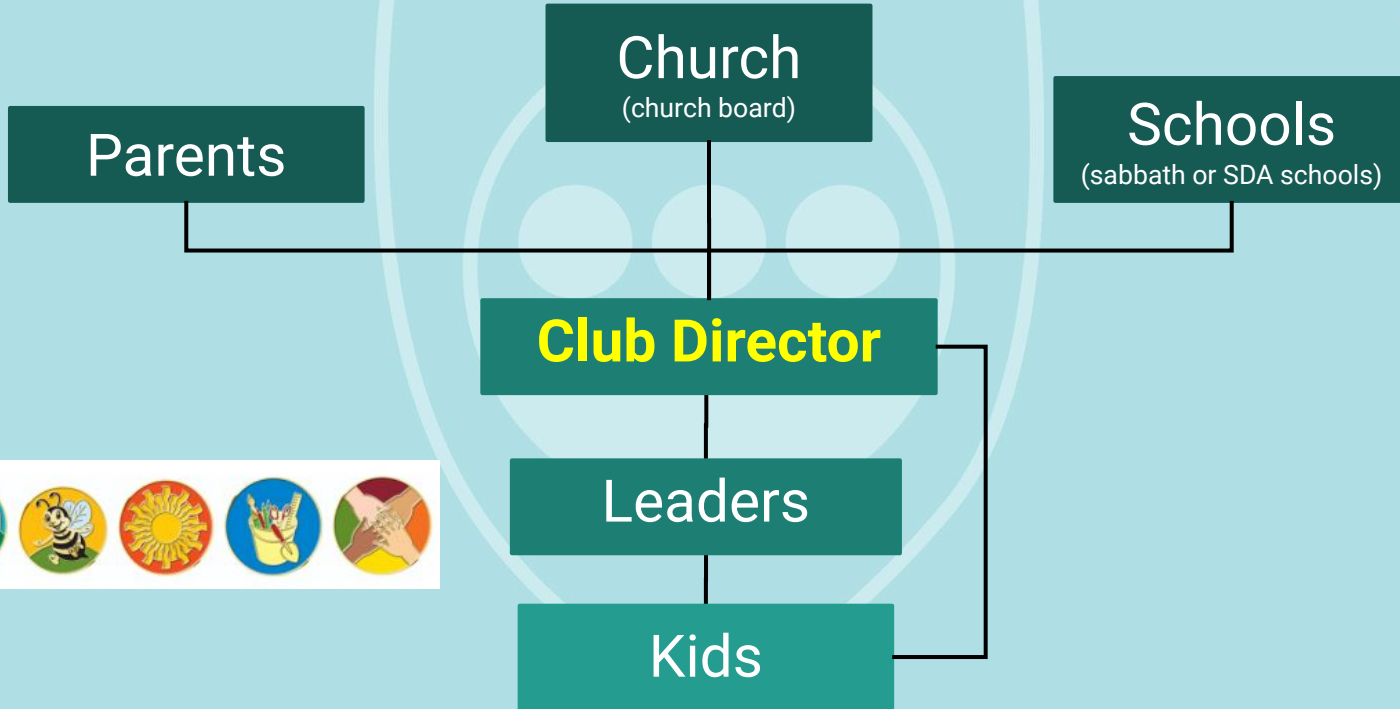 Church
(church board)
Parents
Schools
(sabbath or SDA schools)
Club Director
Leaders
Kids